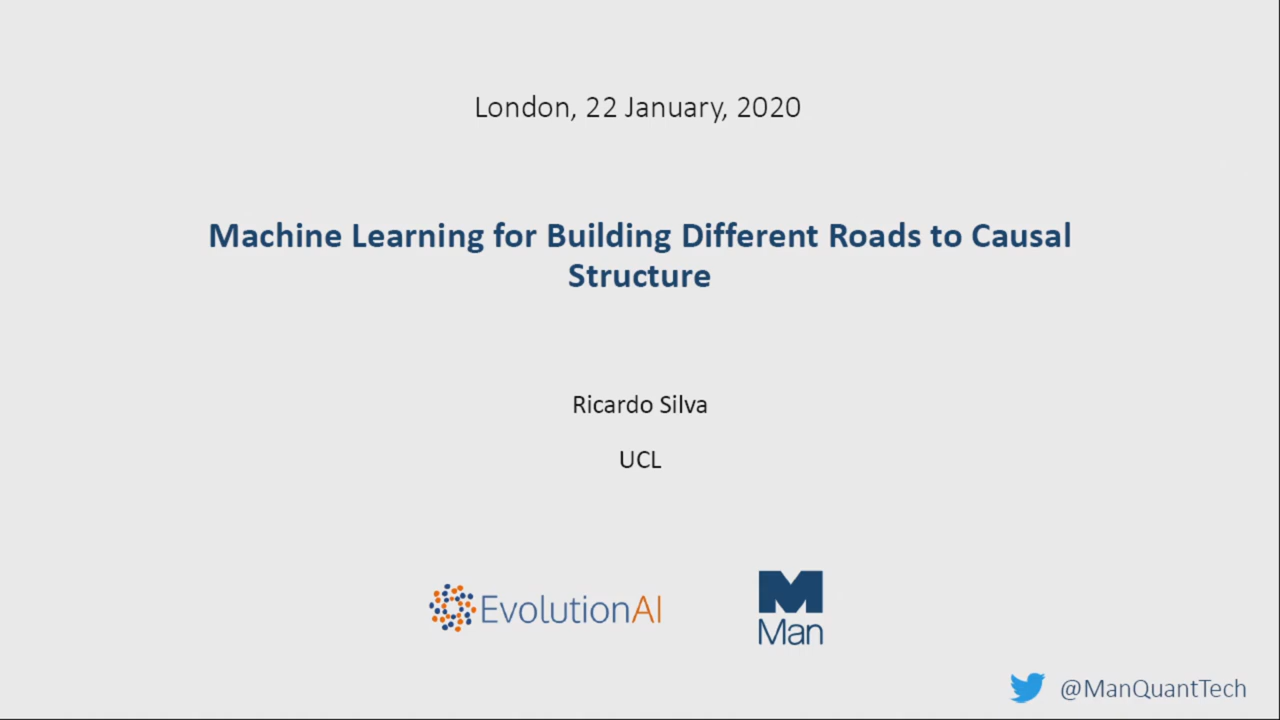 London, 22 January, 2020
Machine Learning for Building Different Roads to Causal
Structure
Ricardo Silva
UCL
EvolutionAI
M
Man
@ManQuantTech